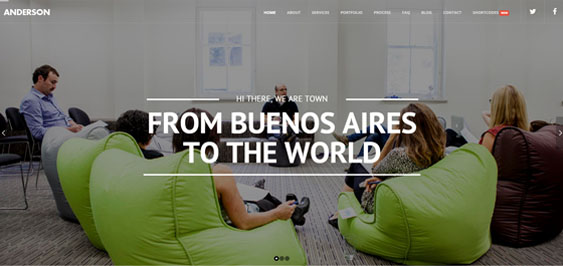 ANDERSON
HOME ABOUT SERVICES PORTFOLIO PROCESS FAQ BLOG CONTACT SHORTCODES NEW
HI THERE, WE ARE TOWN
FROM BUENOS AIRES
TO THE WORLD